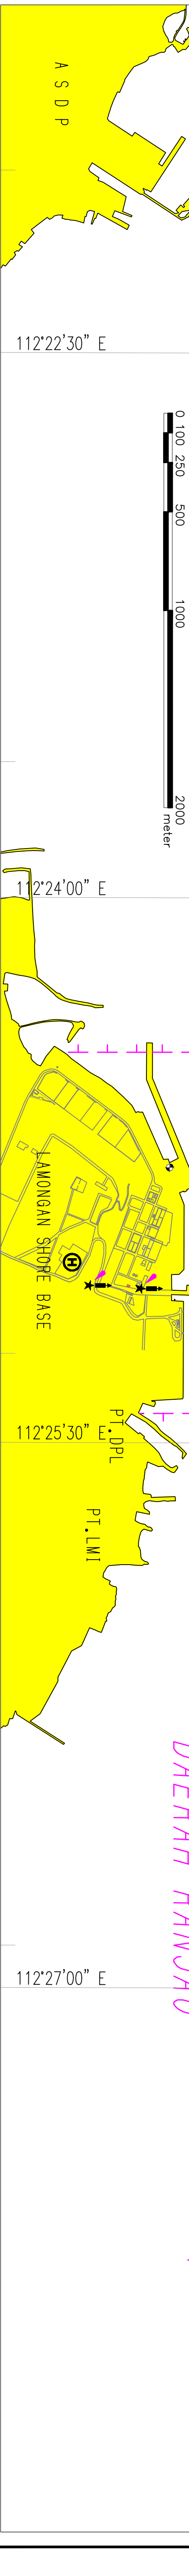 ASDP
112°22'30" E
0 100 250 500 1000 2000
meter
112°24'00" E
LAMONGAN SHORE BASE
H
112°25'30" E
PT.DPL
PT.LMI
112°27'00" E